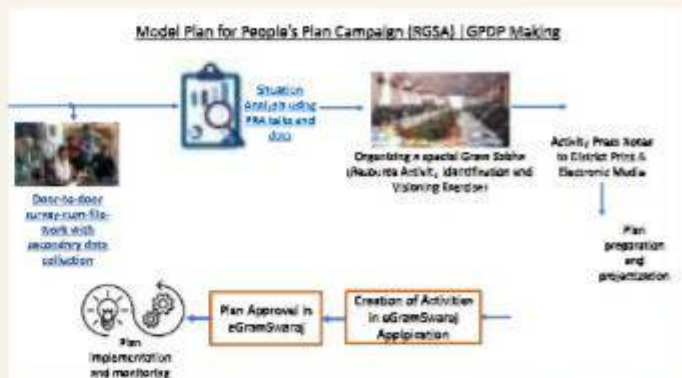 Model Plan for People's Plan Campaign (RGSA) | GPDP Making
Situation
Analysis using
PRA talks and
data
Door-to-door
survey-cum-file-
work with
secondary data
collection
Organizing a special Gram Sabha
(Resource Activity, Identification and
Visioning Exercise)
Activity Press Notes
to District Print &
Electronic Media
Plan
preparation
and
projectization
Creation of Activities
in eGramSwaraj
Application
Plan Approval in
eGramSwaraj
Plan
implementation
and monitoring